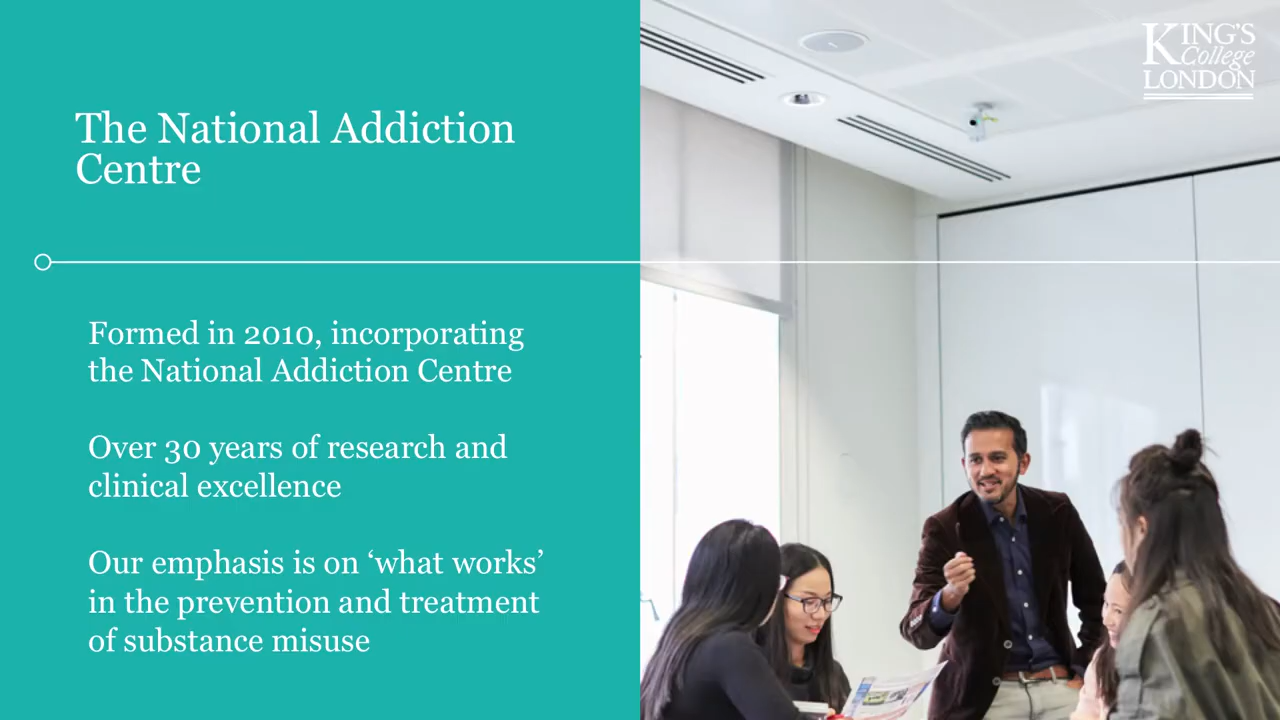 KING'S
College
LONDON
The National Addiction
Centre
Formed in 2010, incorporating
the National Addiction Centre
Over 30 years of research and
clinical excellence
Our emphasis is on ‘what works’
in the prevention and treatment
of substance misuse